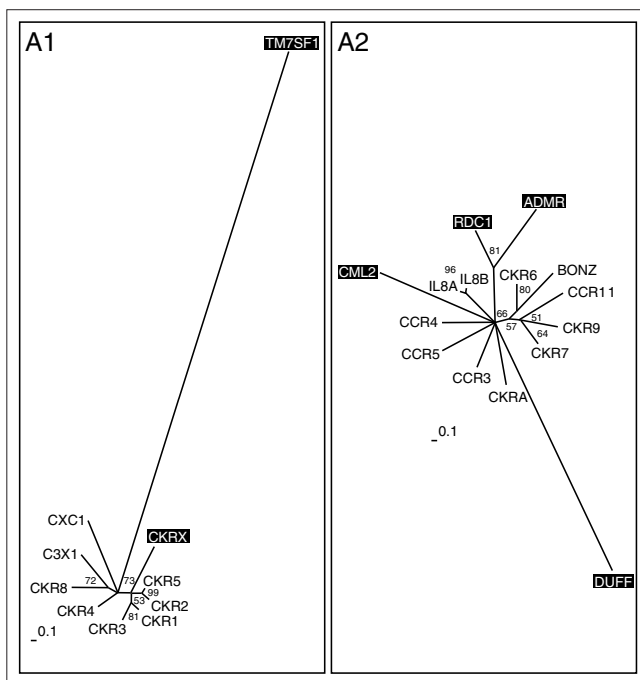 A1
TM7SF1
CXC1
CKRX
C3X1
72
73
CKR5
CKR8
99
CKR2
CKR4
53
CKR1
81
CKR3
0.1
A2
ADMR
RDC1
81
CML2
96
IL8B
IL8A
CKR6
BONZ
80
CCR11
CCR4
66
51
CKR9
57
64
CKR7
CCR5
CCR3
CKRA
0.1
DUFF